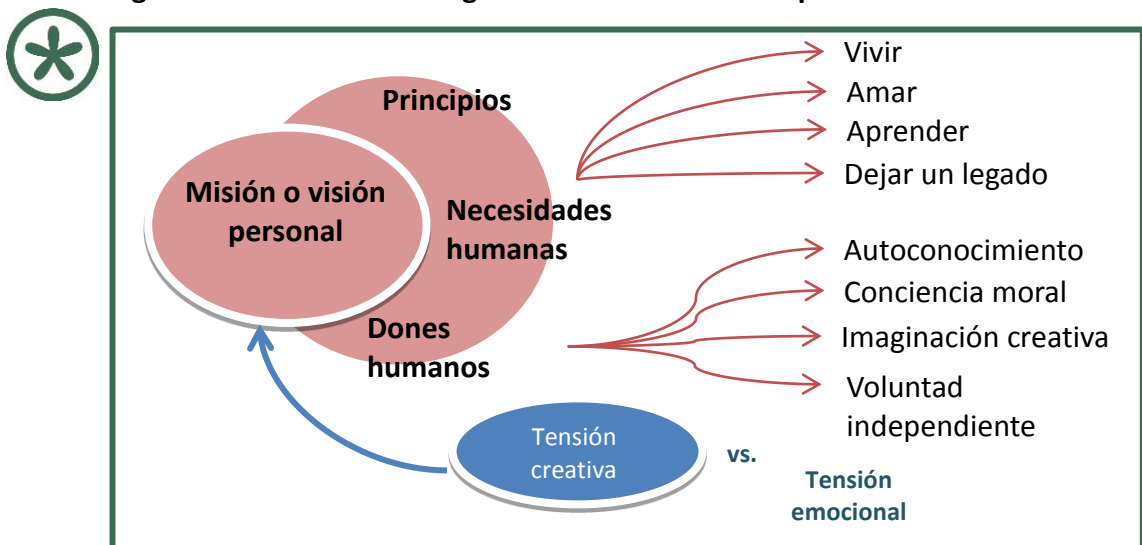 Principios
Misión o visión
personal
Necesidades
humanas
Dones
humanos
Vivir
Amar
Aprender
Dejar un legado
Autoconocimiento
Conciencia moral
Imaginación creativa
Voluntad
independiente
Tensión
creativa
vs.
Tensión
emocional